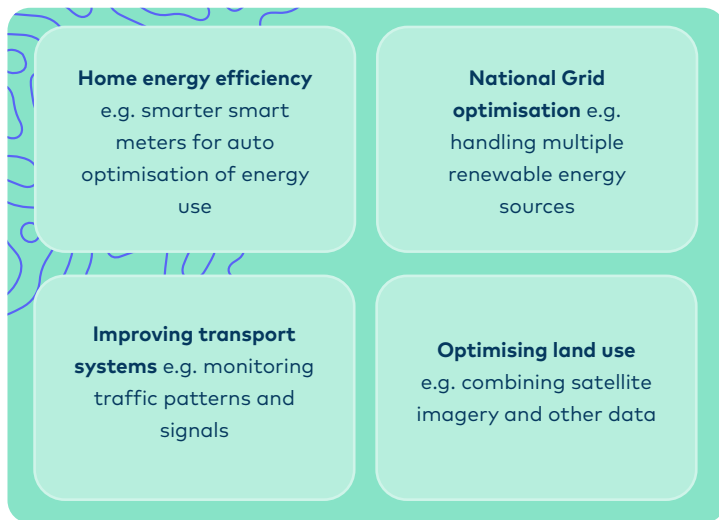 Home energy efficiency
e.g. smarter smart
meters for auto
optimisation of energy
use
National Grid
optimisation e.g.
handling multiple
renewable energy
sources
Improving transport
systems e.g. monitoring
traffic patterns and
signals
Optimising land use
e.g. combining satellite
imagery and other data